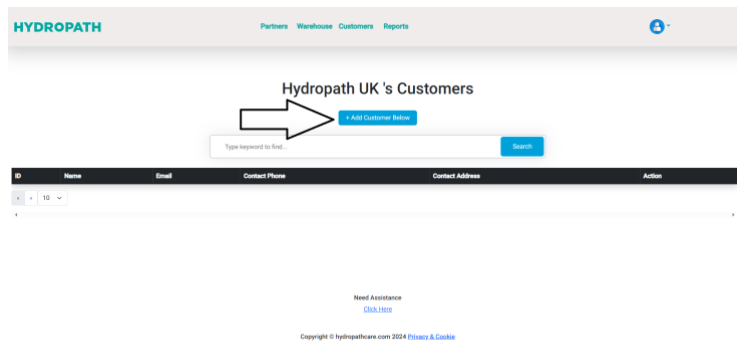 HYDROPATH
Partners Warehouse Customers Reports
Hydropath UK 's Customers
+ Add Customer Below
Type keyword to find... Search
ID Name Email Contact Phone Contact Address Action
10
Need Assistance
Click Here
Copyright © hydropathcare.com 2024 Privacy & Cookie